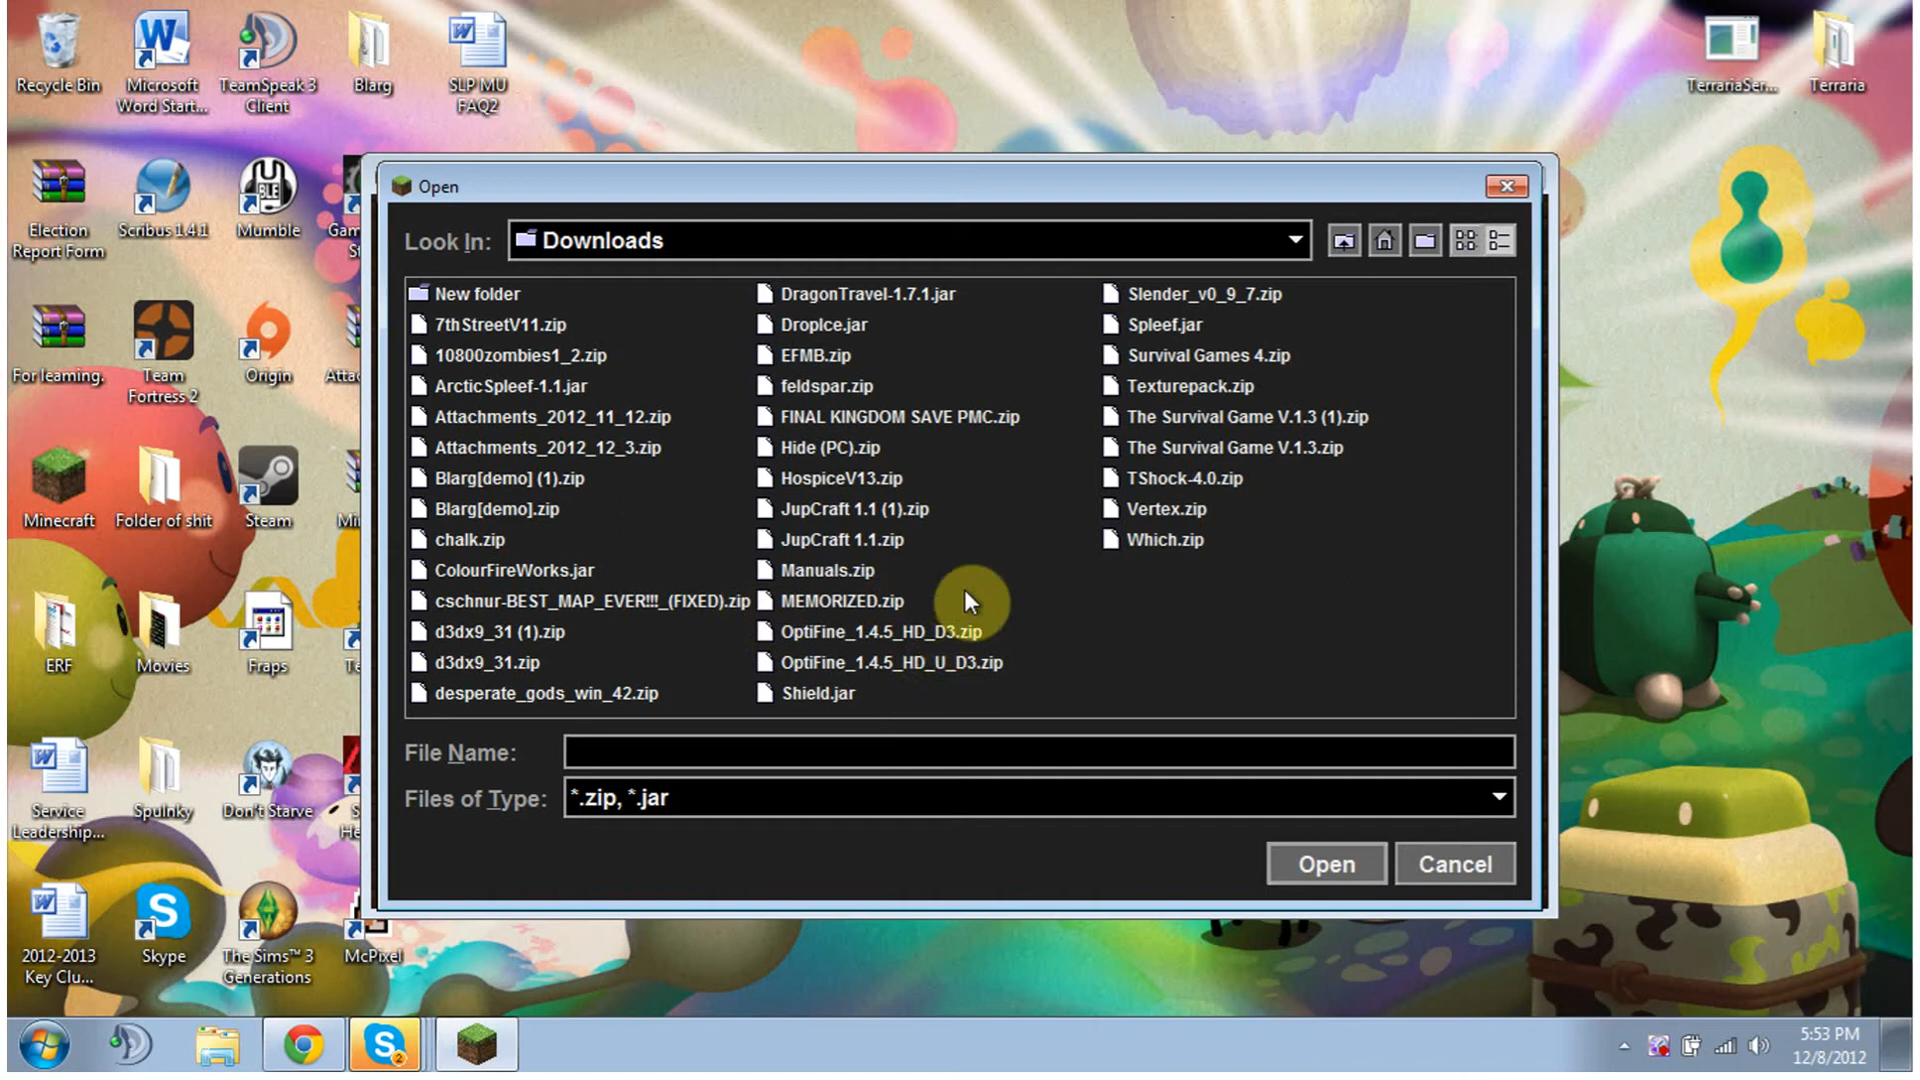 Recycle Bin
Microsoft
Word Start...
TeamSpeak 3
Client
Blarg
SLP MU
FAQ2
TerrariaSer...
Terraria
Election
Report Form
Scribus 1.4.1
Mumble
Gam
St
For learning.
Team
Fortress 2
Origin
Attac
Minecraft
Folder of shit
Steam
Mi
ERF
Movies
Fraps
Te
Service
Leadership...
Spulnky
Don't Starve
S
He
2012-2013
Key Clu...
Skype
The Sims™ 3
Generations
McPixel
Open
Look In:
Downloads
New folder
7thStreetV11.zip
10800zombies1_2.zip
ArcticSpleef-1.1.jar
Attachments_2012_11_12.zip
Attachments_2012_12_3.zip
Blarg[demo] (1).zip
Blarg[demo].zip
chalk.zip
ColourFireWorks.jar
cschnur-BEST_MAP_EVER!!!_(FIXED).zip
d3dx9_31 (1).zip
d3dx9_31.zip
desperate_gods_win_42.zip
DragonTravel-1.7.1.jar
DropIce.jar
EFMB.zip
feldspar.zip
FINAL KINGDOM SAVE PMC.zip
Hide (PC).zip
HospiceV13.zip
JupCraft 1.1 (1).zip
JupCraft 1.1.zip
Manuals.zip
MEMORIZED.zip
OptiFine_1.4.5_HD_D3.zip
OptiFine_1.4.5_HD_U_D3.zip
Shield.jar
Slender_v0_9_7.zip
Spleef.jar
Survival Games 4.zip
Texturepack.zip
The Survival Game V.1.3 (1).zip
The Survival Game V.1.3.zip
TShock-4.0.zip
Vertex.zip
Which.zip
File Name:
Files of Type:
*.zip, *.jar
Open
Cancel
5:53 PM
12/8/2012